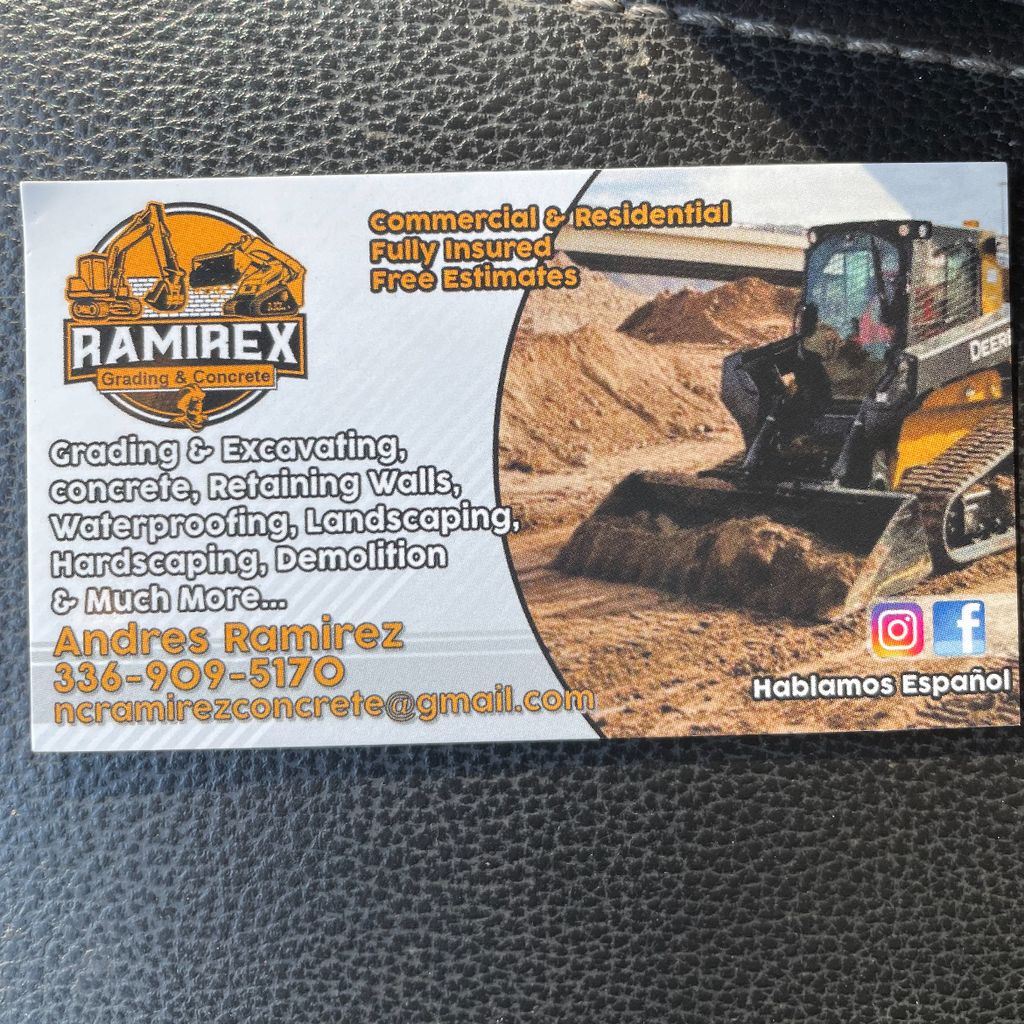 RAMIREX
Grading & Concrete
Commercial & Residential
Fully Insured
Free Estimates
Grading & Excavating,
concrete, Retaining Walls,
Waterproofing, Landscaping,
Hardscaping, Demolition
& Much More...
Andres Ramirez
336-909-5170
ncramirezconcrete@gmail.com
DEERE
Hablamos Español